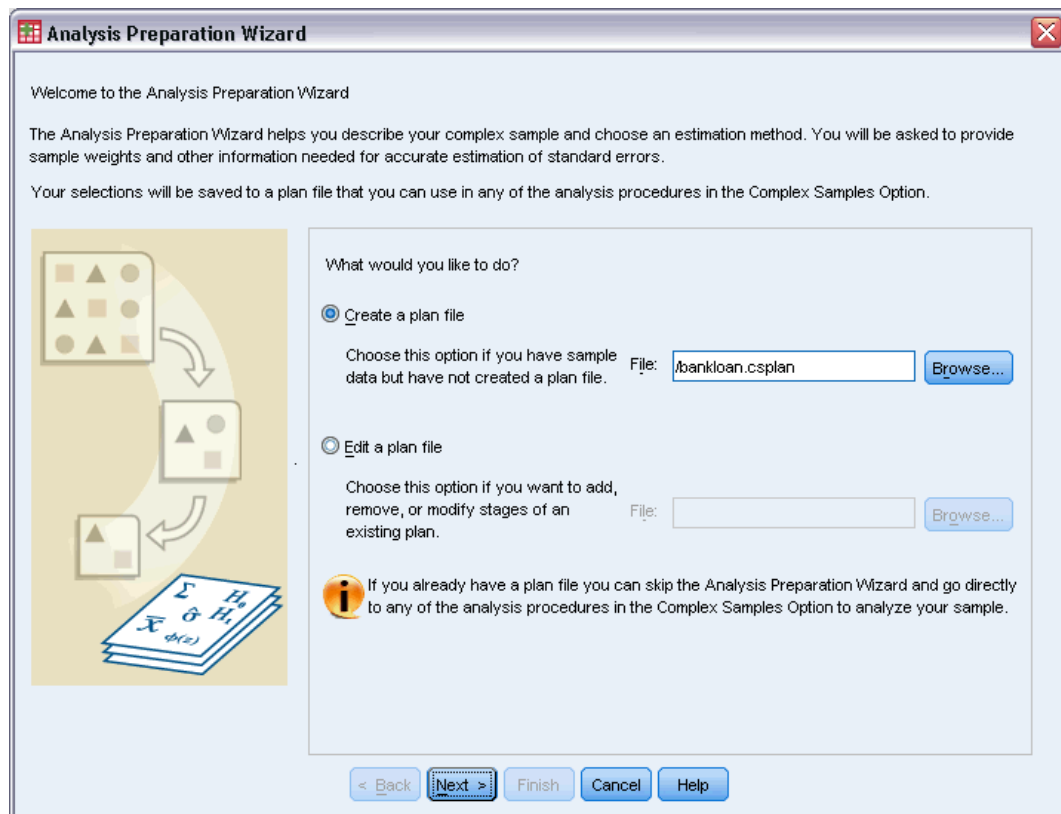 Analysis Preparation Wizard
Welcome to the Analysis Preparation Wizard
The Analysis Preparation Wizard helps you describe your complex sample and choose an estimation method. You will be asked to provide
sample weights and other information needed for accurate estimation of standard errors.
Your selections will be saved to a plan file that you can use in any of the analysis procedures in the Complex Samples Option.
What would you like to do?
Create a plan file
Choose this option if you have sample
data but have not created a plan file.
File: /bankloan.csplan Browse...
Edit a plan file
Choose this option if you want to add,
remove, or modify stages of an
existing plan.
File: Browse...
If you already have a plan file you can skip the Analysis Preparation Wizard and go directly
to any of the analysis procedures in the Complex Samples Option to analyze your sample.
Σ H₀
σ̂ H₁
x̄ ϕ(z)
< Back Next > Finish Cancel Help